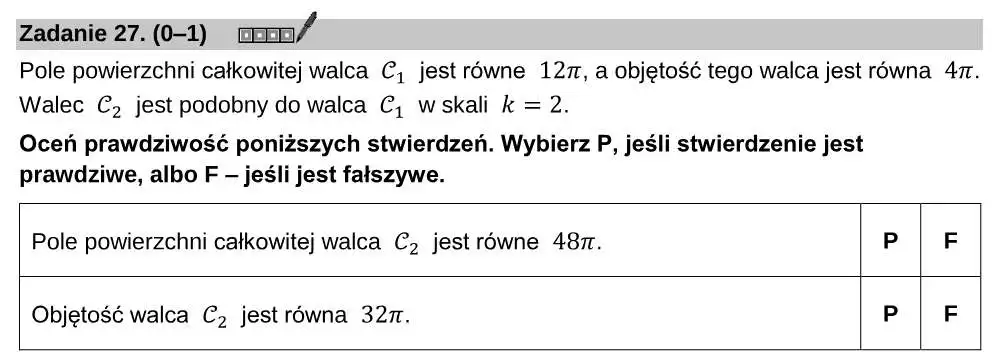 Zadanie 27. (0–1)
Pole powierzchni całkowitej walca 𝒞₁ jest równe 12π, a objętość tego walca jest równa 4π.
Walec 𝒞₂ jest podobny do walca 𝒞₁ w skali k = 2.
Oceń prawdziwość poniższych stwierdzeń. Wybierz P, jeśli stwierdzenie jest
prawdziwe, albo F – jeśli jest fałszywe.
Pole powierzchni całkowitej walca 𝒞₂ jest równe 48π. P F
Objętość walca 𝒞₂ jest równa 32π. P F